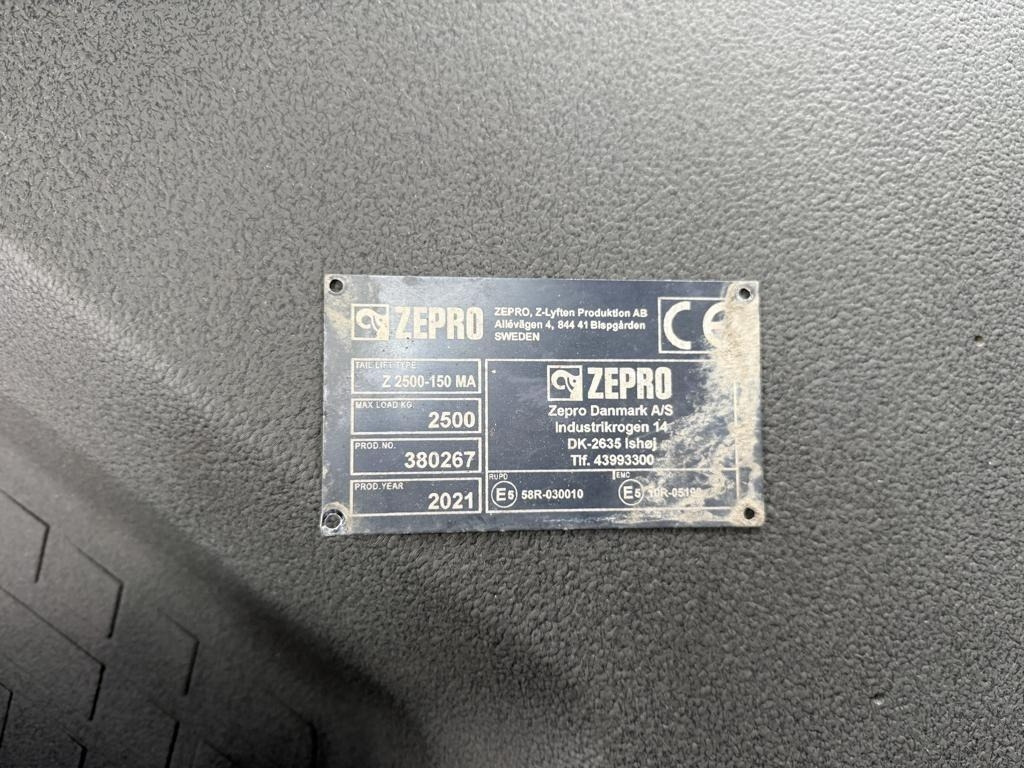 ZEPRO
ZEPRO, Z-Lyften Produktion AB
Allévägen 4, 844 41 Bispgården
SWEDEN
CE
TAIL LIFT TYPE
Z 2500-150 MA
MAX LOAD KG.
2500
PROD.NO.
380267
PROD.YEAR
2021
ZEPRO
Zepro Danmark A/S
Industrikrogen 14
DK-2635 Ishøj
Tlf. 43993300
RUPD
E5 58R-030010
EMC
E5